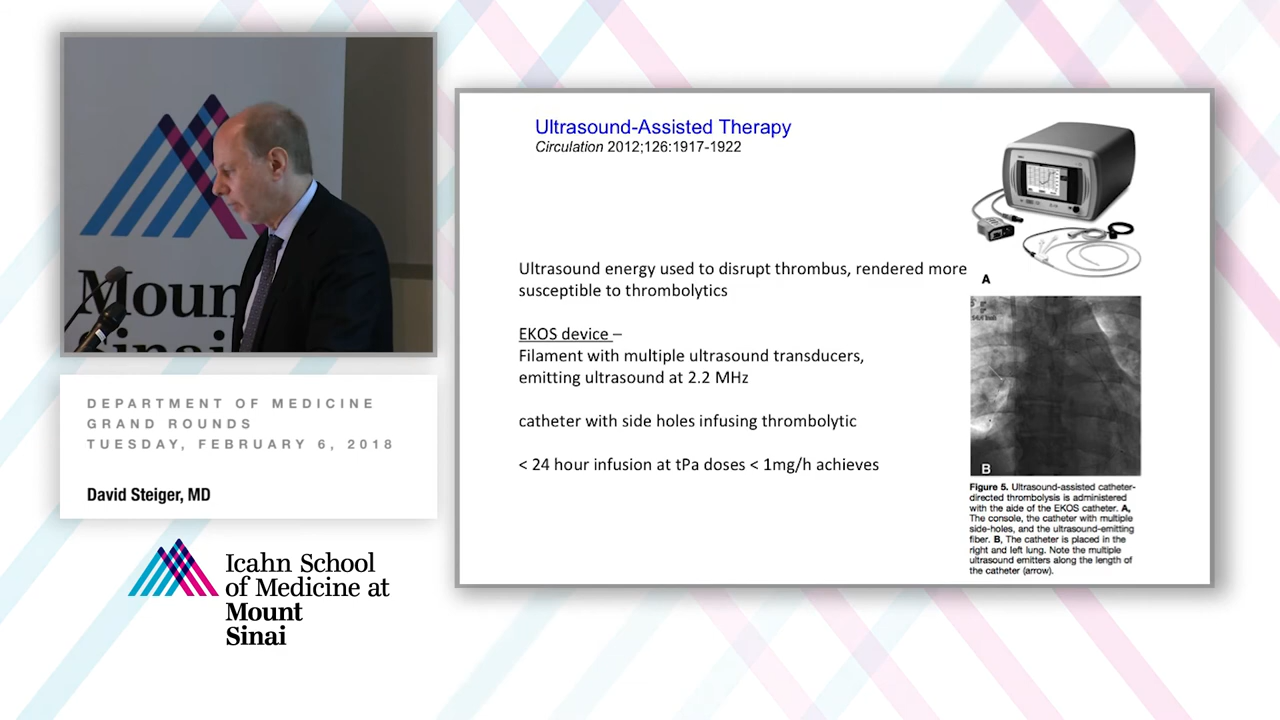 Moun
Sinai
DEPARTMENT OF MEDICINE
GRAND ROUNDS
TUESDAY, FEBRUARY 6, 2018
David Steiger, MD
Icahn School
of Medicine at
Mount
Sinai
Ultrasound-Assisted Therapy
Circulation 2012;126:1917-1922
Ultrasound energy used to disrupt thrombus, rendered more
susceptible to thrombolytics
EKOS device –
Filament with multiple ultrasound transducers,
emitting ultrasound at 2.2 MHz
catheter with side holes infusing thrombolytic
< 24 hour infusion at tPa doses < 1mg/h achieves
A
B
Figure 5. Ultrasound-assisted catheter-
directed thrombolysis is administered
with the aide of the EKOS catheter. A,
The console, the catheter with multiple
side-holes, and the ultrasound-emitting
fiber. B, The catheter is placed in the
right and left lung. Note the multiple
ultrasound emitters along the length of
the catheter (arrow).